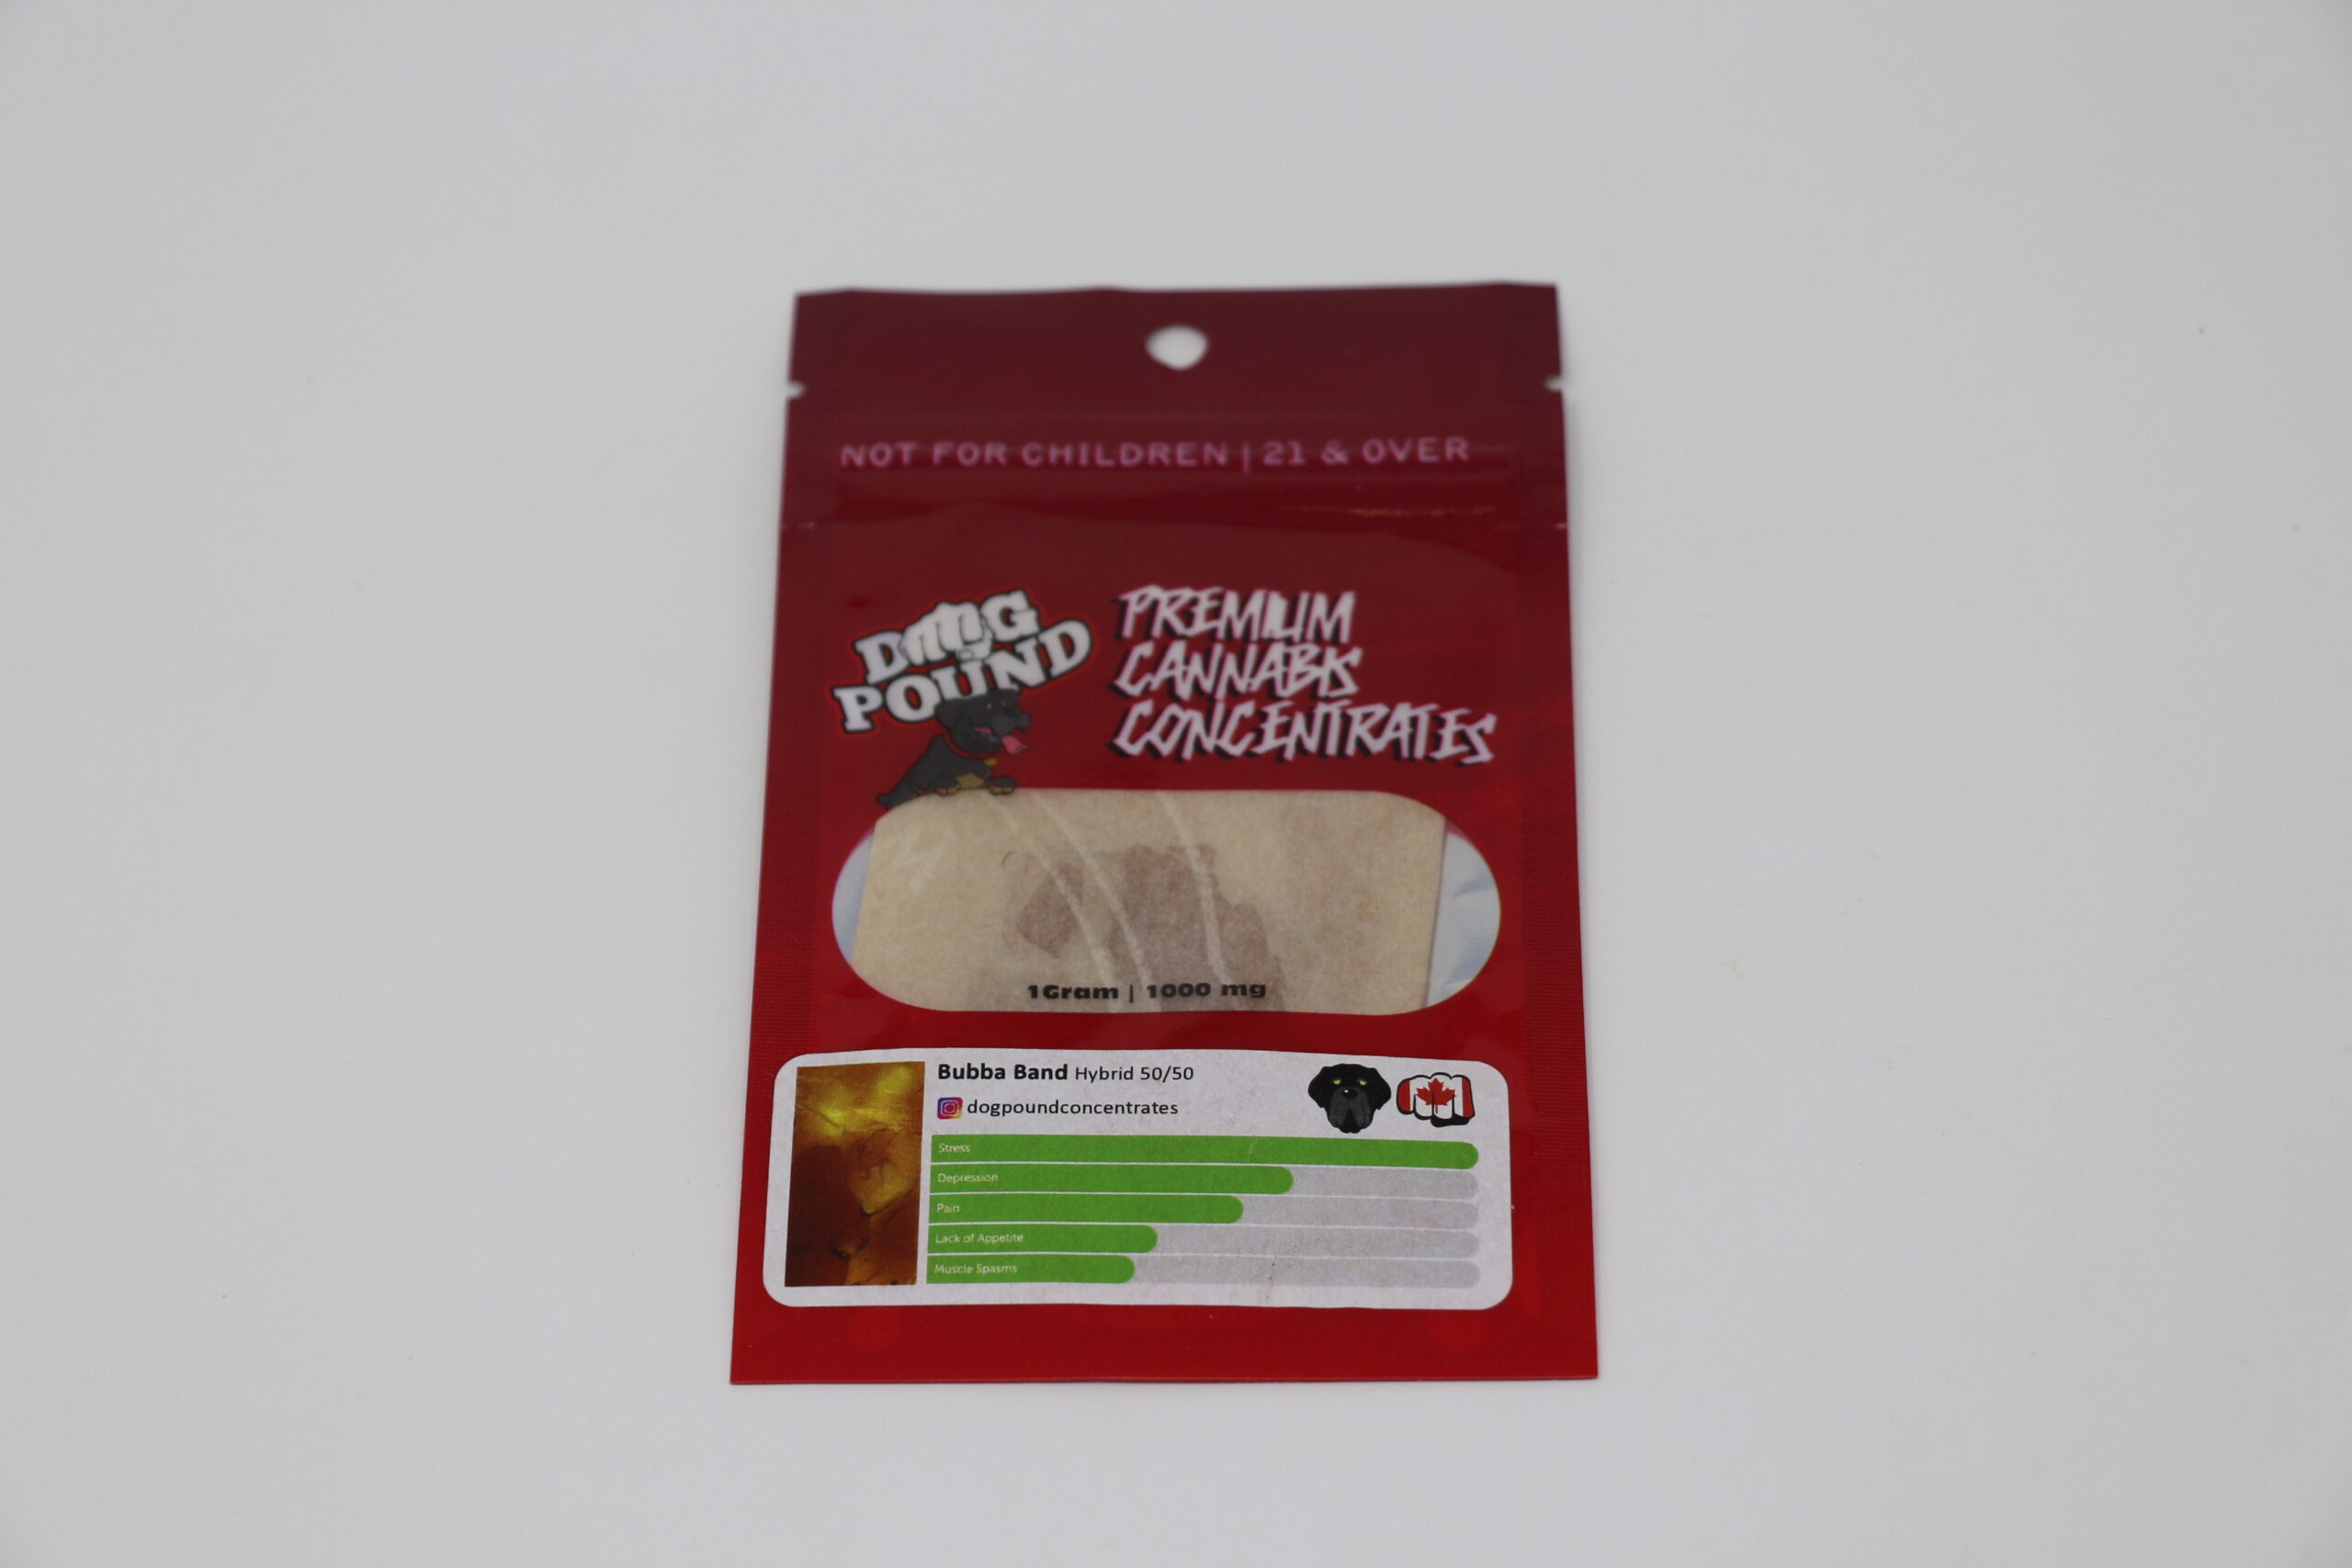 NOT FOR CHILDREN | 21 & OVER
DOG
POUND
PREMIUM
CANNABIS
CONCENTRATES
1Gram | 1000 mg
Bubba Band Hybrid 50/50
dogpoundconcentrates
Stress
Depression
Pain
Lack of Appetite
Muscle Spasms